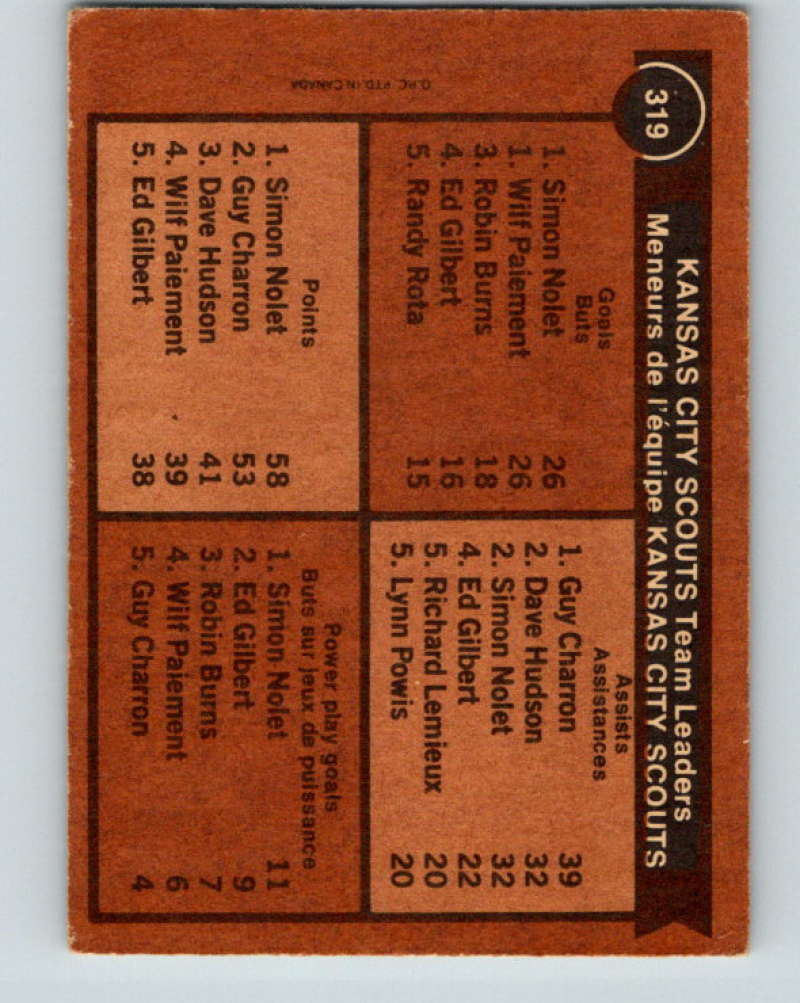 319
KANSAS CITY SCOUTS Team Leaders
Meneurs de l'équipe KANSAS CITY SCOUTS
Goals
Buts
1. Simon Nolet 26
1. Wilf Paiement 26
3. Robin Burns 18
4. Ed Gilbert 16
5. Randy Rota 15
Assists
Assistances
1. Guy Charron 39
2. Dave Hudson 32
2. Simon Nolet 32
4. Ed Gilbert 22
5. Richard Lemieux 20
5. Lynn Powis 20
Points
1. Simon Nolet 58
2. Guy Charron 53
3. Dave Hudson 41
4. Wilf Paiement 39
5. Ed Gilbert 38
Power play goals
Buts sur jeux de puissance
1. Simon Nolet 11
2. Ed Gilbert 9
3. Robin Burns 7
4. Wilf Paiement 6
5. Guy Charron 4
O.P.C. PTD. IN CANADA